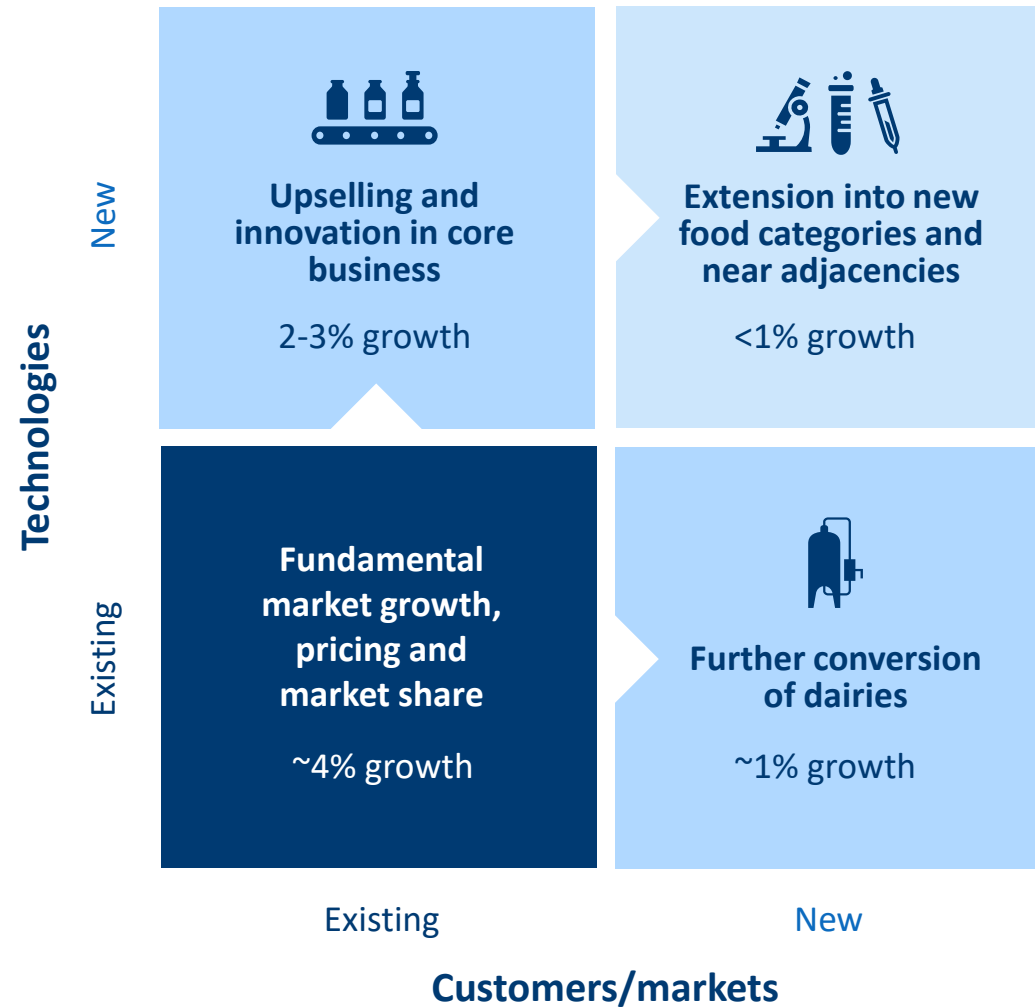 Technologies
New
Upselling and
innovation in core
business
2-3% growth
Extension into new
food categories and
near adjacencies
<1% growth
Existing
Fundamental
market growth,
pricing and
market share
~4% growth
Further conversion
of dairies
~1% growth
Existing
New
Customers/markets